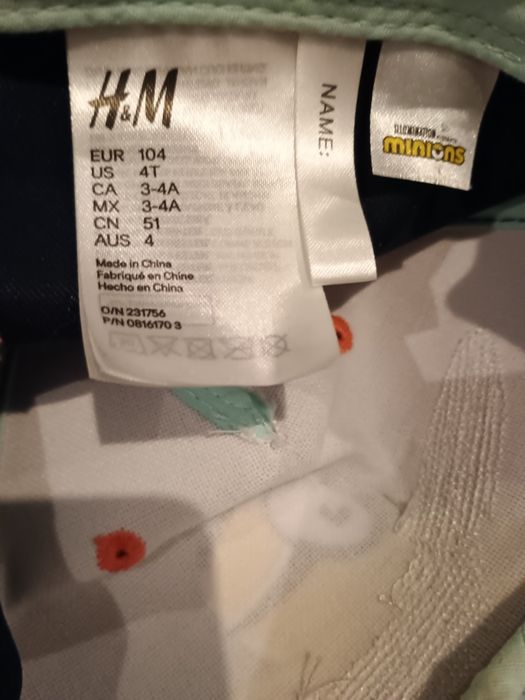 H&M
EUR 104
US 4T
CA 3-4A
MX 3-4A
CN 51
AUS 4
Made in China
Fabriqué en Chine
Hecho en China
O/N 231756
P/N 0816170 3
NAME:
ILLUMINATION
MINIONS